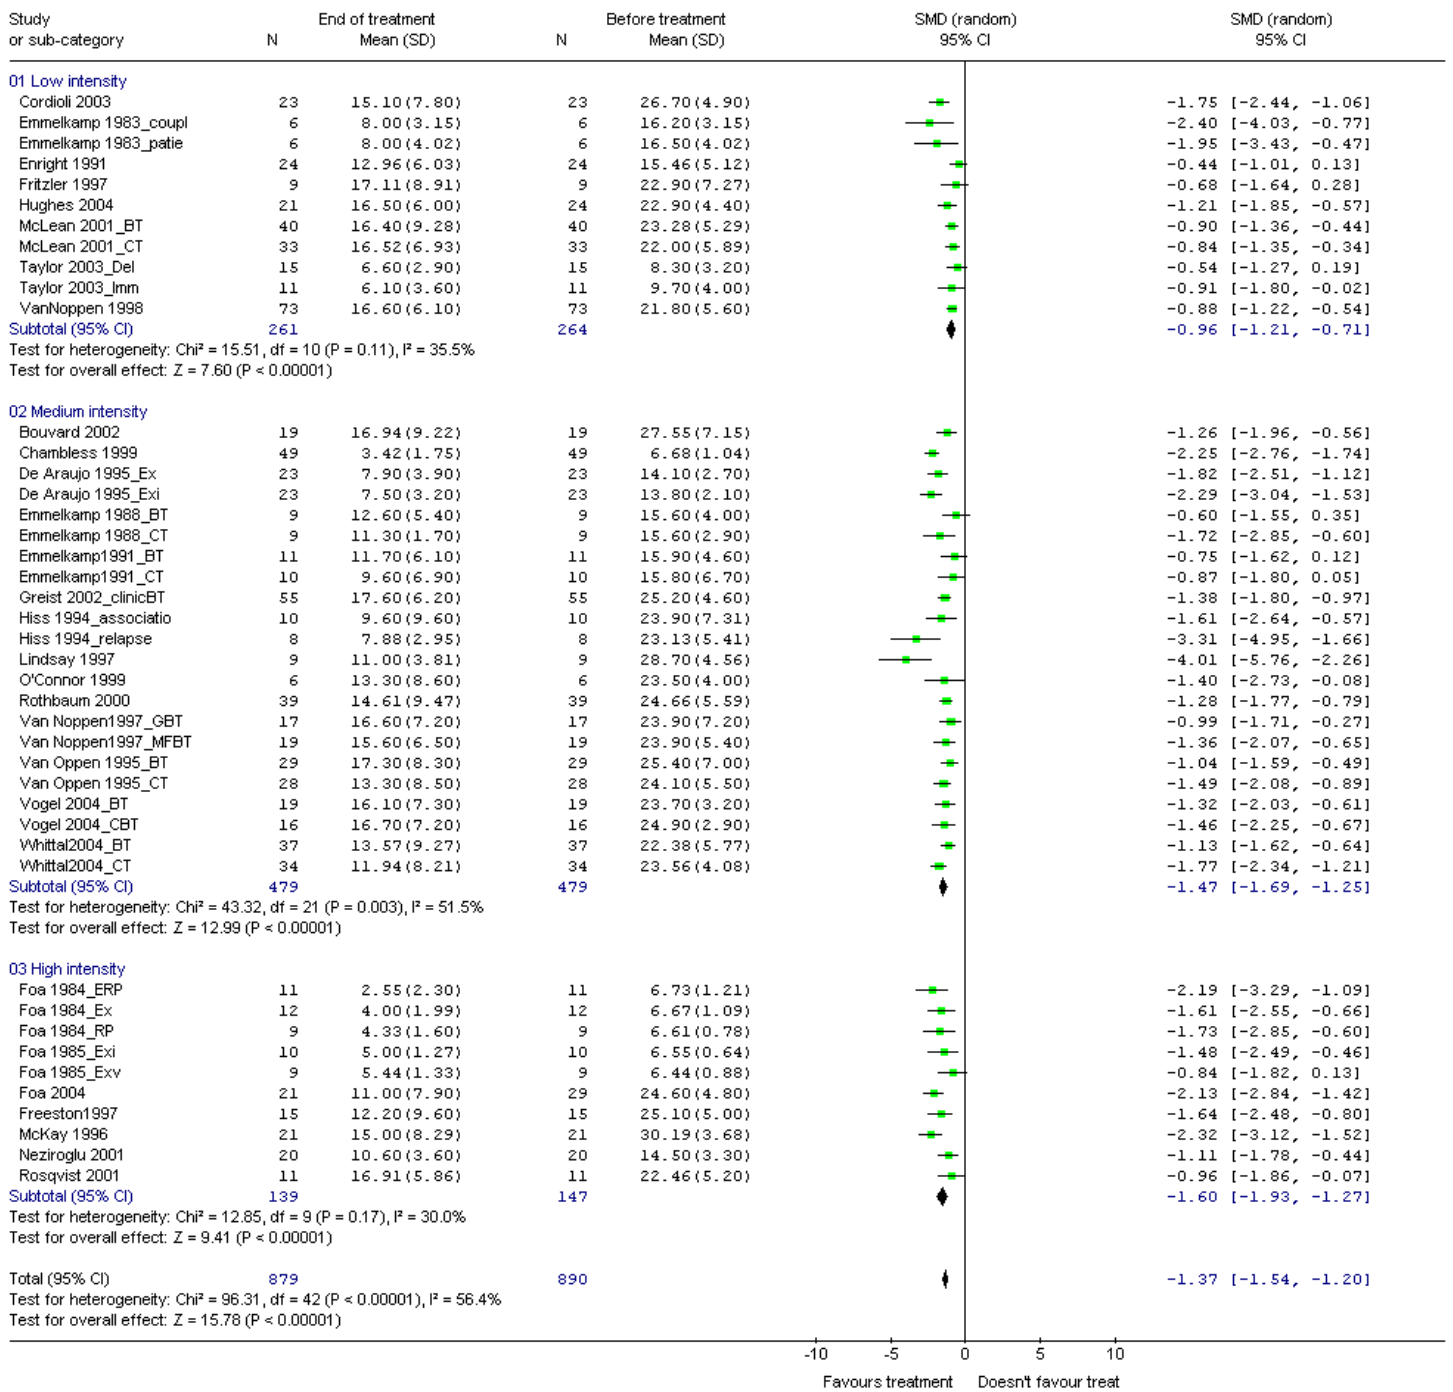 Study End of treatment Before treatment SMD (random) SMD (random)
or sub-category N Mean (SD) N Mean (SD) 95% CI 95% CI
01 Low intensity
Cordioli 2003 23 15.10(7.80) 23 26.70(4.90) -1.75 [-2.44, -1.06]
Emmelkamp 1983_coupl 6 8.00(3.15) 6 16.20(3.15) -2.40 [-4.03, -0.77]
Emmelkamp 1983_patie 6 8.00(4.02) 6 16.50(4.02) -1.95 [-3.43, -0.47]
Enright 1991 24 12.96(6.03) 24 15.46(5.12) -0.44 [-1.01, 0.13]
Fritzler 1997 9 17.11(8.91) 9 22.90(7.27) -0.68 [-1.64, 0.28]
Hughes 2004 21 16.50(6.00) 24 22.90(4.40) -1.21 [-1.85, -0.57]
McLean 2001_BT 40 16.40(9.28) 40 23.28(5.29) -0.90 [-1.36, -0.44]
McLean 2001_CT 33 16.52(6.93) 33 22.00(5.89) -0.84 [-1.35, -0.34]
Taylor 2003_Del 15 6.60(2.90) 15 8.30(3.20) -0.54 [-1.27, 0.19]
Taylor 2003_Imm 11 6.10(3.60) 11 9.70(4.00) -0.91 [-1.80, -0.02]
VanNoppen 1998 73 16.60(6.10) 73 21.80(5.60) -0.88 [-1.22, -0.54]
Subtotal (95% CI) 261 264 -0.96 [-1.21, -0.71]
Test for heterogeneity: Chi² = 15.51, df = 10 (P = 0.11), I² = 35.5%
Test for overall effect: Z = 7.60 (P < 0.00001)
02 Medium intensity
Bouvard 2002 19 16.94(9.22) 19 27.55(7.15) -1.26 [-1.96, -0.56]
Chambless 1999 49 3.42(1.75) 49 6.68(1.04) -2.25 [-2.76, -1.74]
De Araujo 1995_Ex 23 7.90(3.90) 23 14.10(2.70) -1.82 [-2.51, -1.12]
De Araujo 1995_Exi 23 7.50(3.20) 23 13.80(2.10) -2.29 [-3.04, -1.53]
Emmelkamp 1988_BT 9 12.60(5.40) 9 15.60(4.00) -0.60 [-1.55, 0.35]
Emmelkamp 1988_CT 9 11.30(1.70) 9 15.60(2.90) -1.72 [-2.85, -0.60]
Emmelkamp1991_BT 11 11.70(6.10) 11 15.90(4.60) -0.75 [-1.62, 0.12]
Emmelkamp1991_CT 10 9.60(6.90) 10 15.80(6.70) -0.87 [-1.80, 0.05]
Greist 2002_clinicBT 55 17.60(6.20) 55 25.20(4.60) -1.38 [-1.80, -0.97]
Hiss 1994_associatio 10 9.60(9.60) 10 23.90(7.31) -1.61 [-2.64, -0.57]
Hiss 1994_relapse 8 7.88(2.95) 8 23.13(5.41) -3.31 [-4.95, -1.66]
Lindsay 1997 9 11.00(3.81) 9 28.70(4.56) -4.01 [-5.76, -2.26]
O'Connor 1999 6 13.30(8.60) 6 23.50(4.00) -1.40 [-2.73, -0.08]
Rothbaum 2000 39 14.61(9.47) 39 24.66(5.59) -1.28 [-1.77, -0.79]
Van Noppen1997_GBT 17 16.60(7.20) 17 23.90(7.20) -0.99 [-1.71, -0.27]
Van Noppen1997_MFBT 19 15.60(6.50) 19 23.90(5.40) -1.36 [-2.07, -0.65]
Van Oppen 1995_BT 29 17.30(8.30) 29 25.40(7.00) -1.04 [-1.59, -0.49]
Van Oppen 1995_CT 28 13.30(8.50) 28 24.10(5.50) -1.49 [-2.08, -0.89]
Vogel 2004_BT 19 16.10(7.30) 19 23.70(3.20) -1.32 [-2.03, -0.61]
Vogel 2004_CBT 16 16.70(7.20) 16 24.90(2.90) -1.46 [-2.25, -0.67]
Whittal2004_BT 37 13.57(9.27) 37 22.38(5.77) -1.13 [-1.62, -0.64]
Whittal2004_CT 34 11.94(8.21) 34 23.56(4.08) -1.77 [-2.34, -1.21]
Subtotal (95% CI) 479 479 -1.47 [-1.69, -1.25]
Test for heterogeneity: Chi² = 43.32, df = 21 (P = 0.003), I² = 51.5%
Test for overall effect: Z = 12.99 (P < 0.00001)
03 High intensity
Foa 1984_ERP 11 2.55(2.30) 11 6.73(1.21) -2.19 [-3.29, -1.09]
Foa 1984_Ex 12 4.00(1.99) 12 6.67(1.09) -1.61 [-2.55, -0.66]
Foa 1984_RP 9 4.33(1.60) 9 6.61(0.78) -1.73 [-2.85, -0.60]
Foa 1985_Exi 10 5.00(1.27) 10 6.55(0.64) -1.48 [-2.49, -0.46]
Foa 1985_Exv 9 5.44(1.33) 9 6.44(0.88) -0.84 [-1.82, 0.13]
Foa 2004 21 11.00(7.90) 29 24.60(4.80) -2.13 [-2.84, -1.42]
Freeston1997 15 12.20(9.60) 15 25.10(5.00) -1.64 [-2.48, -0.80]
McKay 1996 21 15.00(8.29) 21 30.19(3.68) -2.32 [-3.12, -1.52]
Neziroglu 2001 20 10.60(3.60) 20 14.50(3.30) -1.11 [-1.78, -0.44]
Rosqvist 2001 11 16.91(5.86) 11 22.46(5.20) -0.96 [-1.86, -0.07]
Subtotal (95% CI) 139 147 -1.60 [-1.93, -1.27]
Test for heterogeneity: Chi² = 12.85, df = 9 (P = 0.17), I² = 30.0%
Test for overall effect: Z = 9.41 (P < 0.00001)
Total (95% CI) 879 890 -1.37 [-1.54, -1.20]
Test for heterogeneity: Chi² = 96.31, df = 42 (P < 0.00001), I² = 56.4%
Test for overall effect: Z = 15.78 (P < 0.00001)
-10 -5 0 5 10
Favours treatment Doesn't favour treat